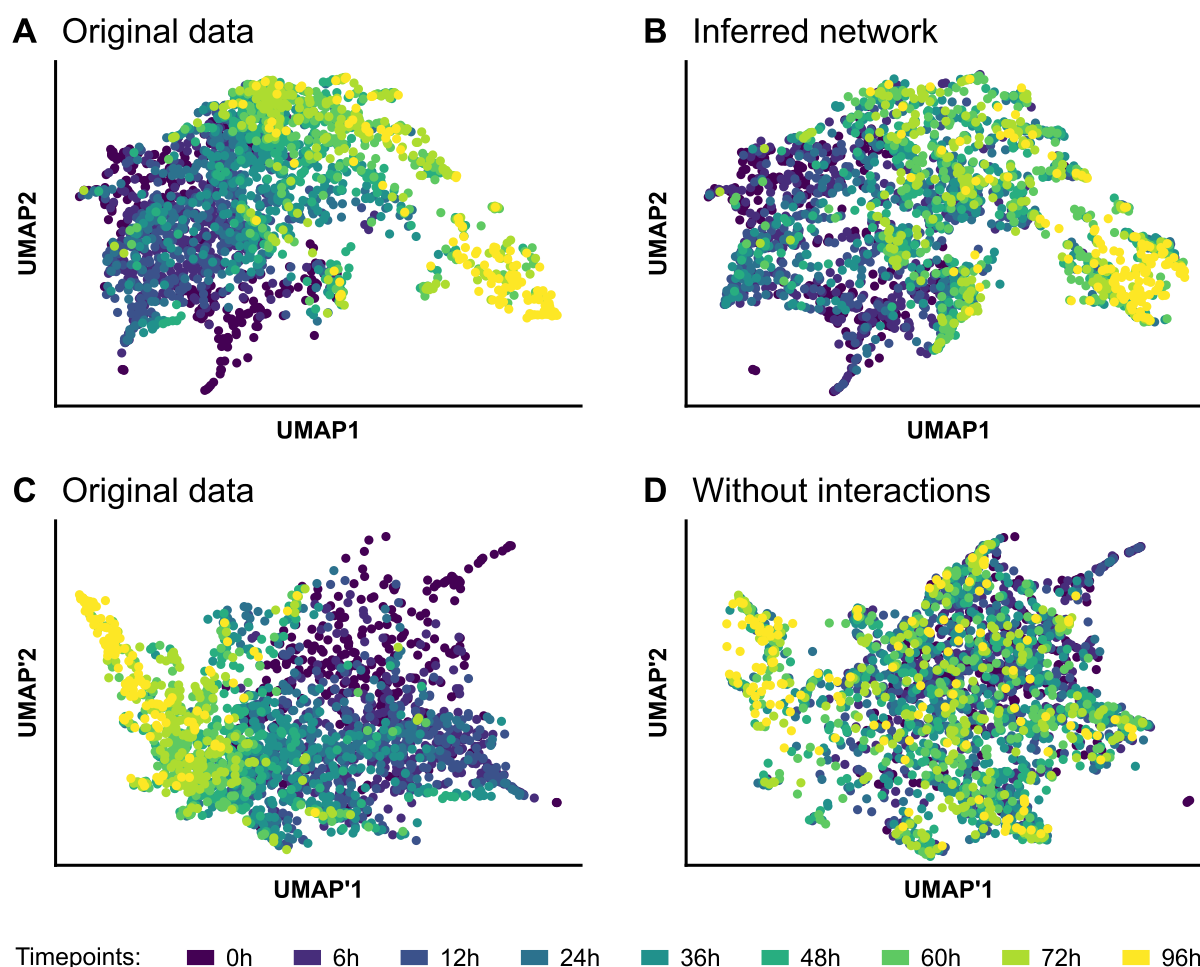 A Original data
B Inferred network
UMAP2
UMAP1
UMAP2
UMAP1
C Original data
D Without interactions
UMAP'2
UMAP'1
UMAP'2
UMAP'1
Timepoints: 0h 6h 12h 24h 36h 48h 60h 72h 96h